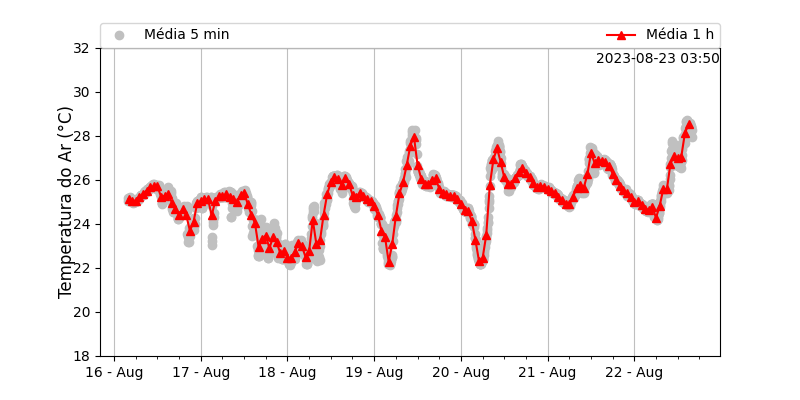 Média 5 min
Média 1 h
2023-08-23 03:50
Temperatura do Ar (°C)
32
30
28
26
24
22
20
18
16 - Aug
17 - Aug
18 - Aug
19 - Aug
20 - Aug
21 - Aug
22 - Aug